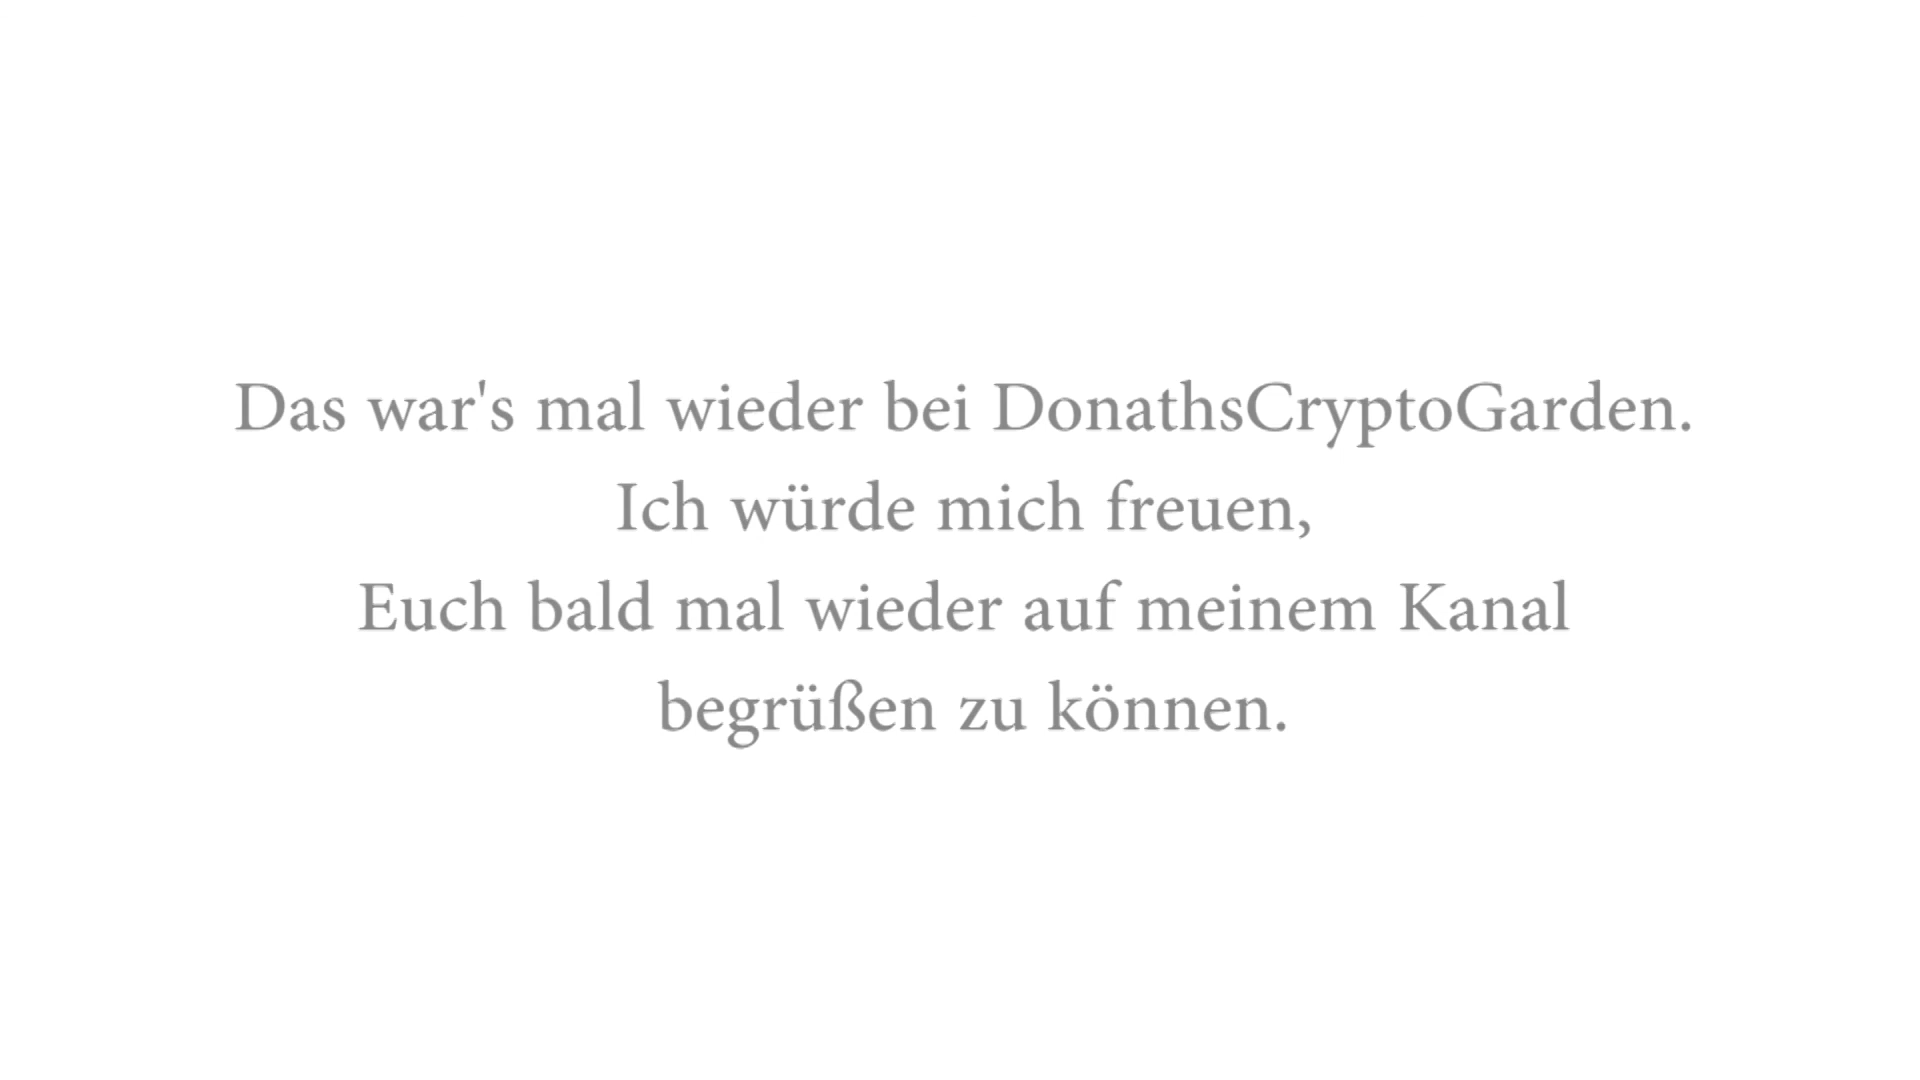 Das war's mal wieder bei DonathsCryptoGarden.
Ich würde mich freuen,
Euch bald mal wieder auf meinem Kanal
begrüßen zu können.